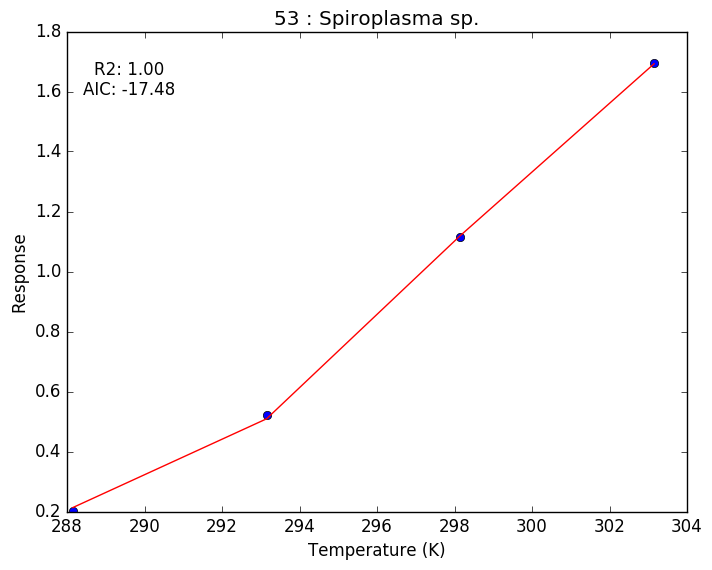 53 : Spiroplasma sp.
R2: 1.00
AIC: -17.48
Response
1.8
1.6
1.4
1.2
1.0
0.8
0.6
0.4
0.2
288 290 292 294 296 298 300 302 304
Temperature (K)